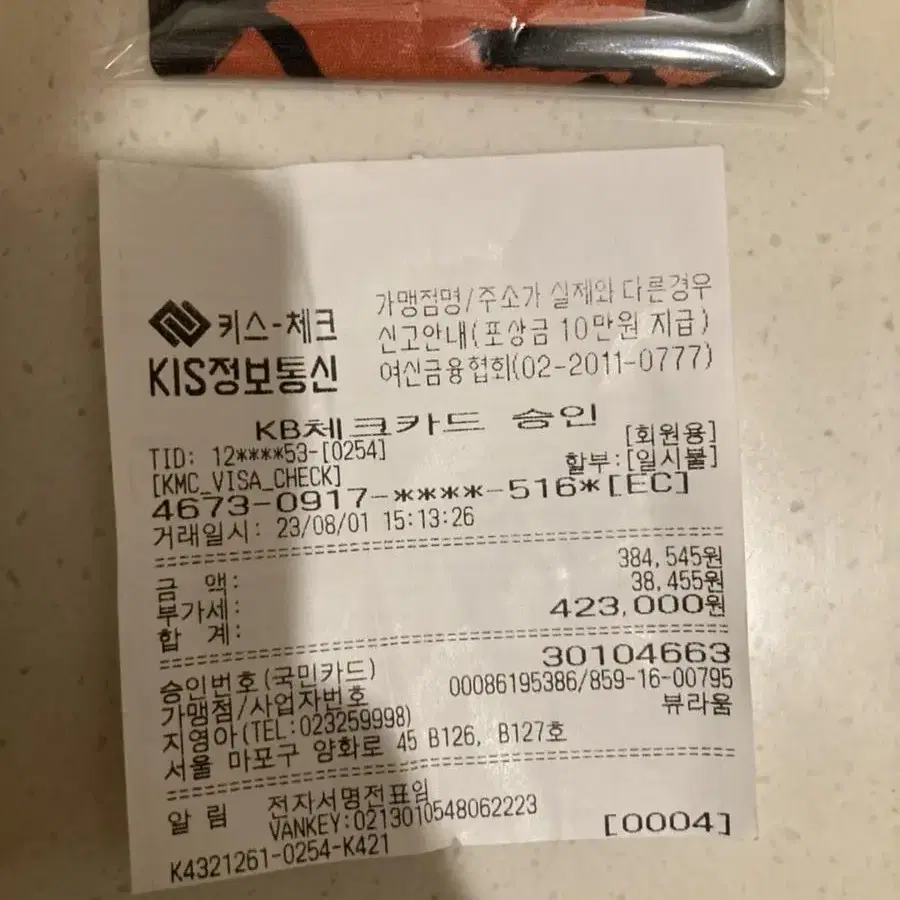 키스-체크
KIS정보통신
가맹점명/주소가 실제와 다른경우
신고안내(포상금 10만원 지급)
여신금융협회(02-2011-0777)
KB체크카드 승인
TID: 12****53-[0254] [회원용]
[KMC_VISA_CHECK] 할부:[일시불]
4673-0917-****-516*[EC]
거래일시: 23/08/01 15:13:26
금 액: 384,545원
부가세: 38,455원
합 계: 423,000원
승인번호(국민카드) 30104663
가맹점/사업자번호 00086195386/859-16-00795
지영아(TEL:023259998) 뷰라움
서울 마포구 양화로 45 B126, B127호
알 림 전자서명전표임
VANKEY:0213010548062223
K4321261-0254-K421 [0004]